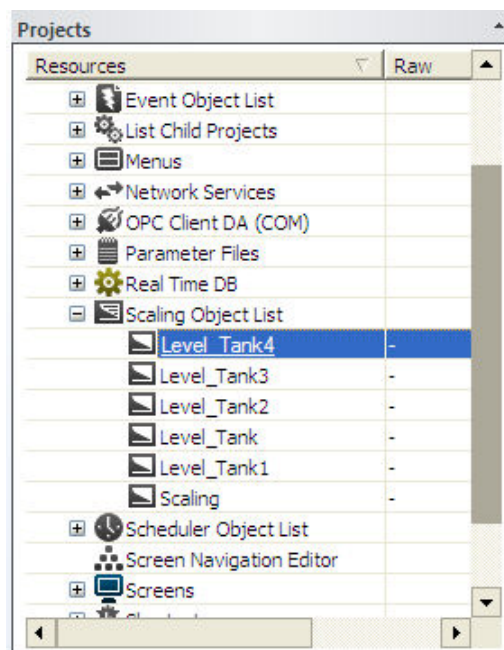 Projects
Resources Raw
Event Object List
List Child Projects
Menus
Network Services
OPC Client DA (COM)
Parameter Files
Real Time DB
Scaling Object List
Level_Tank4 -
Level_Tank3 -
Level_Tank2 -
Level_Tank -
Level_Tank1 -
Scaling -
Scheduler Object List
Screen Navigation Editor
Screens